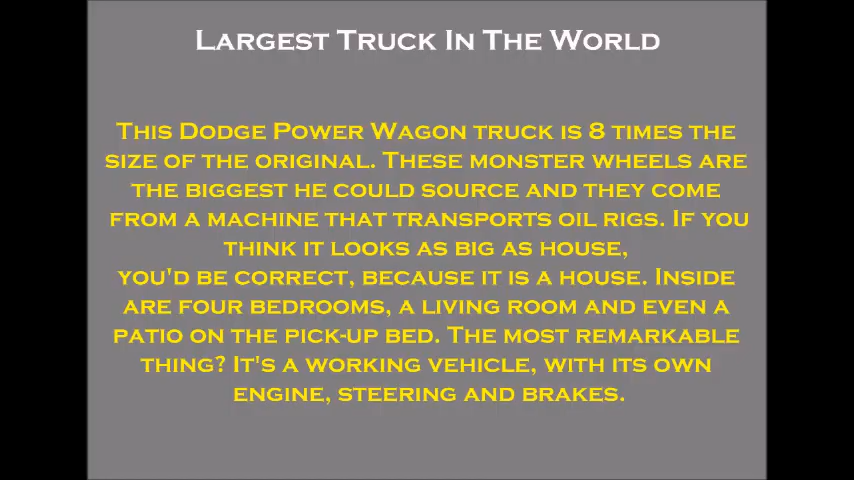 Largest Truck In The World
This Dodge Power Wagon truck is 8 times the
size of the original. These monster wheels are
the biggest he could source and they come
from a machine that transports oil rigs. If you
think it looks as big as house,
you'd be correct, because it is a house. Inside
are four bedrooms, a living room and even a
patio on the pick-up bed. The most remarkable
thing? It's a working vehicle, with its own
engine, steering and brakes.